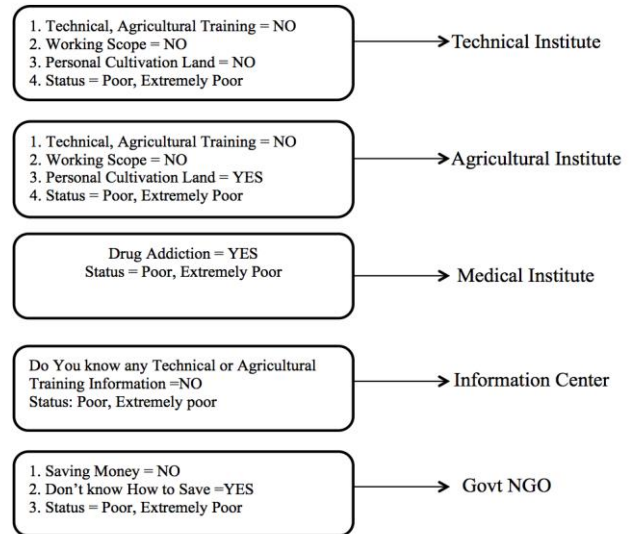 1. Technical, Agricultural Training = NO
2. Working Scope = NO
3. Personal Cultivation Land = NO
4. Status = Poor, Extremely Poor
Technical Institute
1. Technical, Agricultural Training = NO
2. Working Scope = NO
3. Personal Cultivation Land = YES
4. Status = Poor, Extremely Poor
Agricultural Institute
Drug Addiction = YES
Status = Poor, Extremely Poor
Medical Institute
Do You know any Technical or Agricultural
Training Information =NO
Status: Poor, Extremely poor
Information Center
1. Saving Money = NO
2. Don't know How to Save =YES
3. Status = Poor, Extremely Poor
Govt NGO